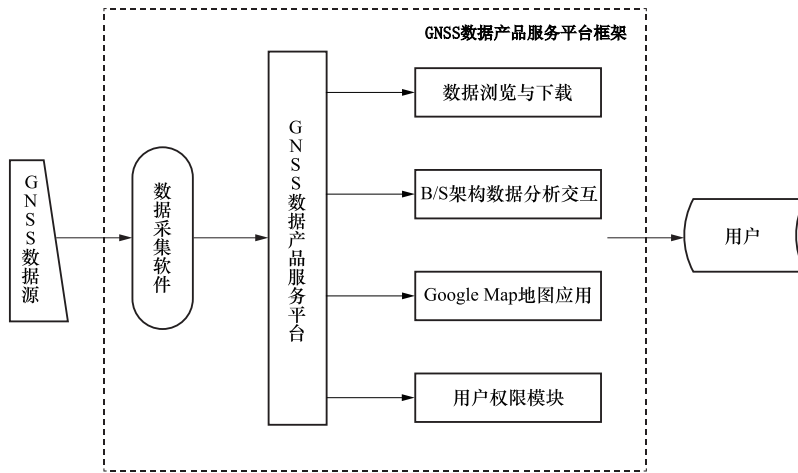 GNSS数据产品服务平台框架
GNSS数据源
数据采集软件
GNSS数据产品服务平台
数据浏览与下载
B/S架构数据分析交互
Google Map地图应用
用户权限模块
用户